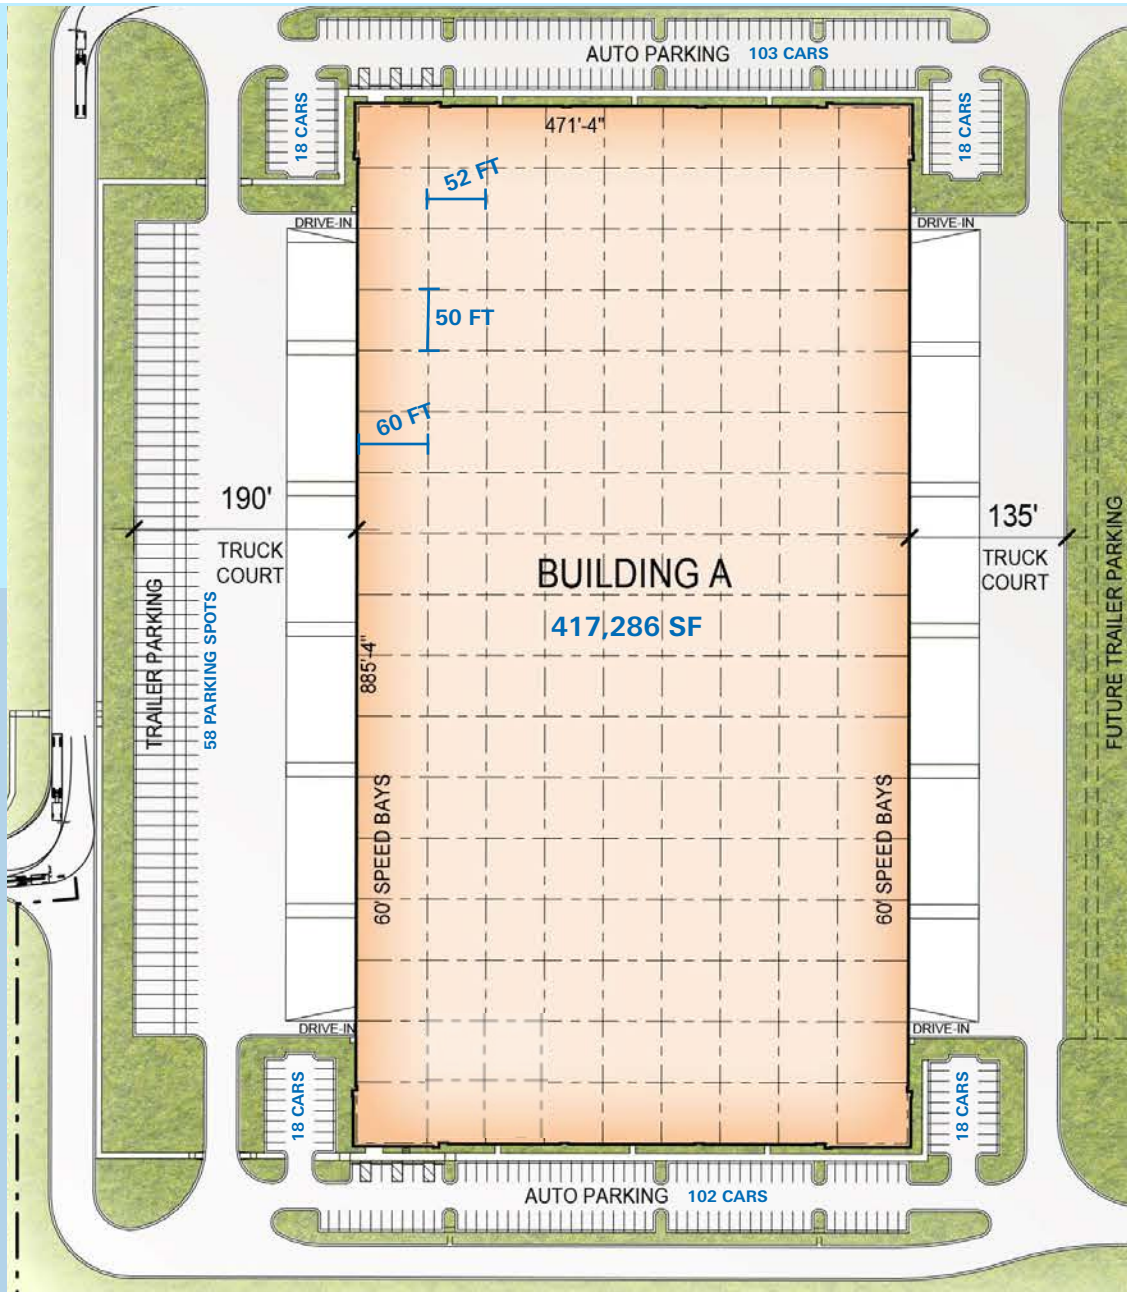 AUTO PARKING 103 CARS
18 CARS
18 CARS
471'-4"
52 FT
DRIVE-IN
DRIVE-IN
50 FT
60 FT
190'
TRUCK
COURT
135'
TRUCK
COURT
BUILDING A
417,286 SF
TRAILER PARKING
58 PARKING SPOTS
885'-4"
FUTURE TRAILER PARKING
60' SPEED BAYS
60' SPEED BAYS
DRIVE-IN
DRIVE-IN
18 CARS
18 CARS
AUTO PARKING 102 CARS